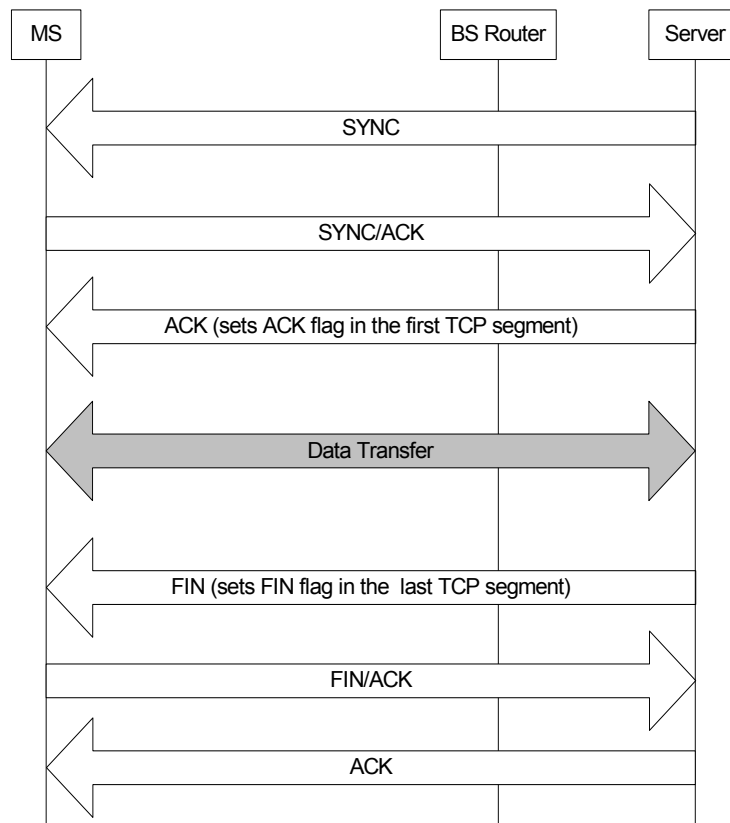 MS
BS Router
Server
SYNC
SYNC/ACK
ACK (sets ACK flag in the first TCP segment)
Data Transfer
FIN (sets FIN flag in the last TCP segment)
FIN/ACK
ACK